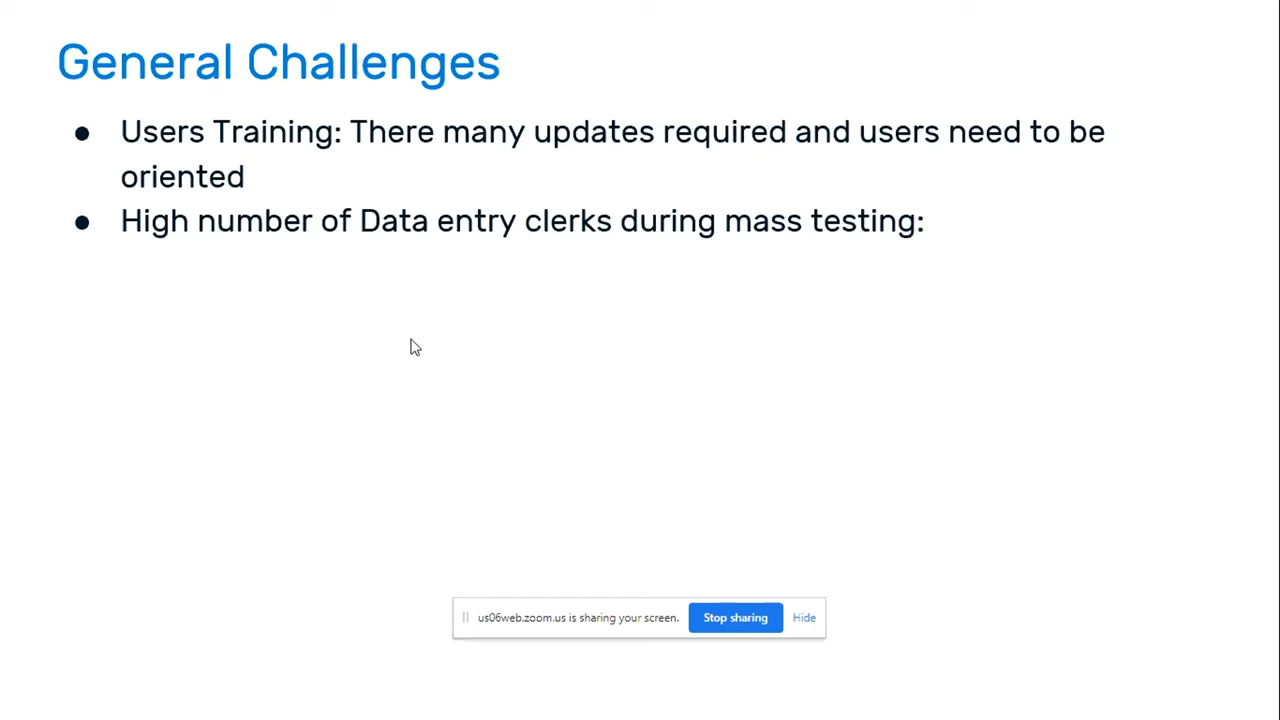 General Challenges
● Users Training: There many updates required and users need to be
oriented
● High number of Data entry clerks during mass testing:
us06web.zoom.us is sharing your screen. Stop sharing Hide